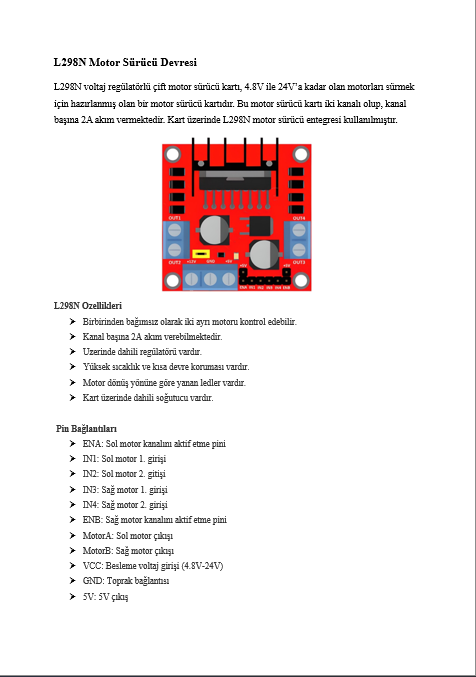 L298N Motor Sürücü Devresi
L298N voltaj regülatörlü çift motor sürücü kartı, 4.8V ile 24V'a kadar olan motorları sürmek
için hazırlanmış olan bir motor sürücü kartıdır. Bu motor sürücü kartı iki kanalı olup, kanal
başına 2A akım vermektedir. Kart üzerinde L298N motor sürücü entegresi kullanılmıştır.
OUT1 OUT4
OUT2 +12V GND +5V OUT3
+5V +5V
ENA IN1 IN2 IN3 IN4 ENB
L298N Ozellikleri
➤ Birbirinden bağımsız olarak iki ayrı motoru kontrol edebilir.
➤ Kanal başına 2A akım verebilmektedir.
➤ Uzerinde dahili regülatörü vardır.
➤ Yüksek sıcaklık ve kısa devre koruması vardır.
➤ Motor dönüş yönüne göre yanan ledler vardır.
➤ Kart üzerinde dahili soğutucu vardır.
Pin Bağlantıları
➤ ENA: Sol motor kanalını aktif etme pini
➤ IN1: Sol motor 1. girişi
➤ IN2: Sol motor 2. gitişi
➤ IN3: Sağ motor 1. girişi
➤ IN4: Sağ motor 2. girişi
➤ ENB: Sağ motor kanalını aktif etme pini
➤ MotorA: Sol motor çıkışı
➤ MotorB: Sağ motor çıkışı
➤ VCC: Besleme voltaj girişi (4.8V-24V)
➤ GND: Toprak bağlantısı
➤ 5V: 5V çıkış